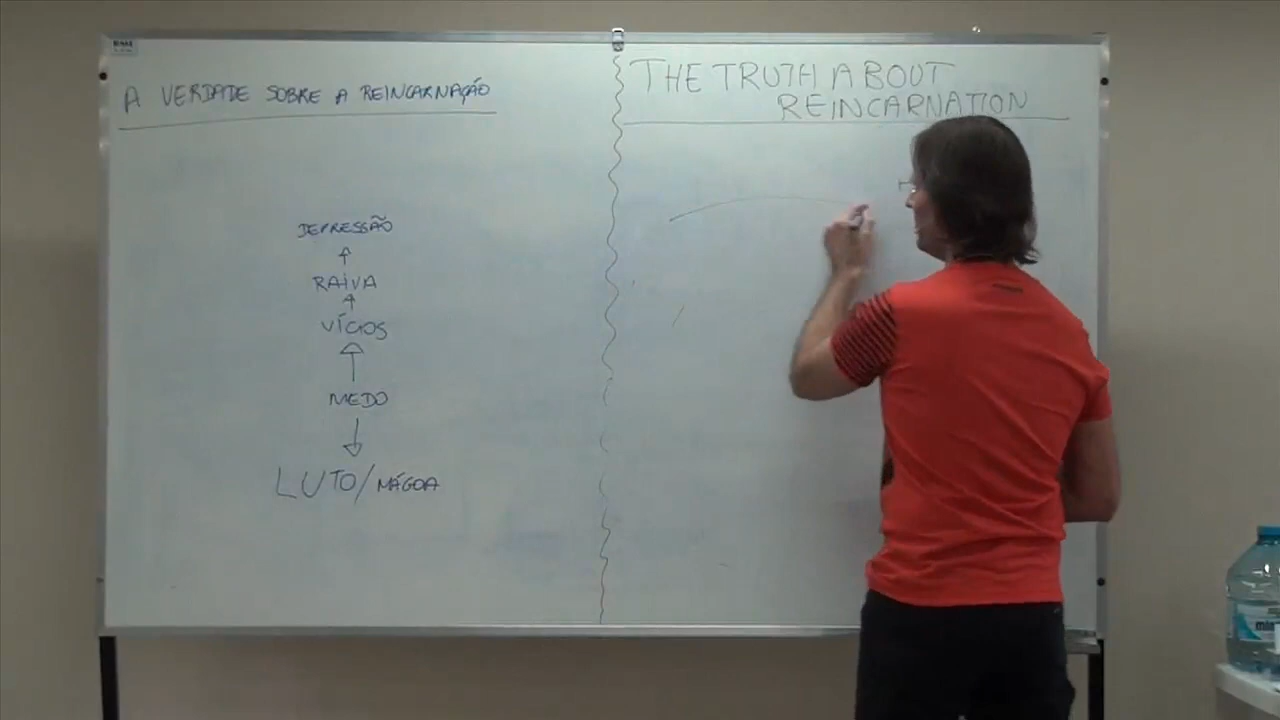 A VERDADE SOBRE A REINCARNAÇÃO
DEPRESSÃO
RAIVA
VÍCIOS
MEDO
LUTO/MÁGOA
THE TRUTH ABOUT
REINCARNATION